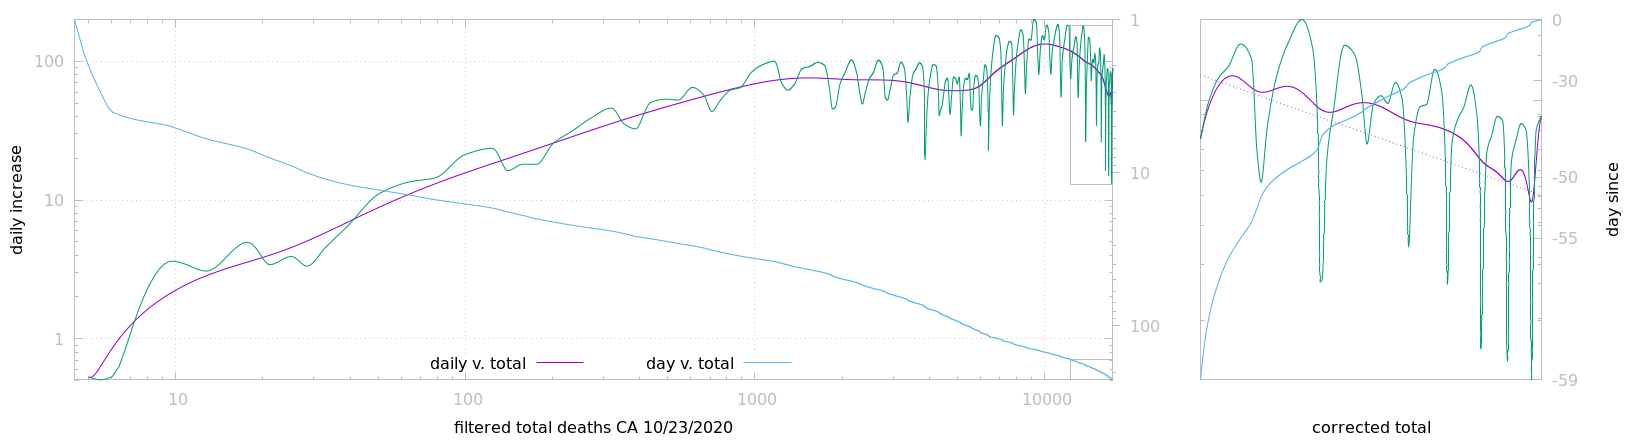 daily increase
100
10
1
10
100
1000
10000
1
10
100
daily v. total
day v. total
filtered total deaths CA 10/23/2020
0
-30
-50
-55
-59
day since
corrected total